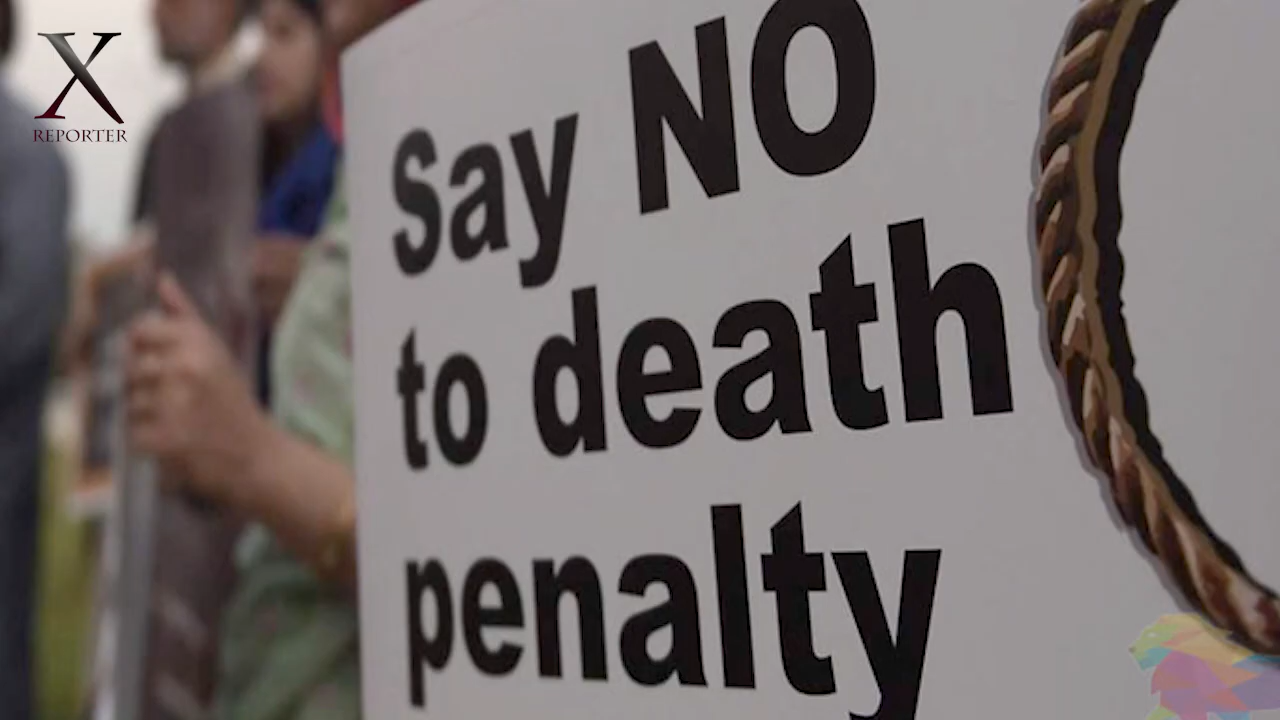 X
REPORTER
Say NO
to death
penalty